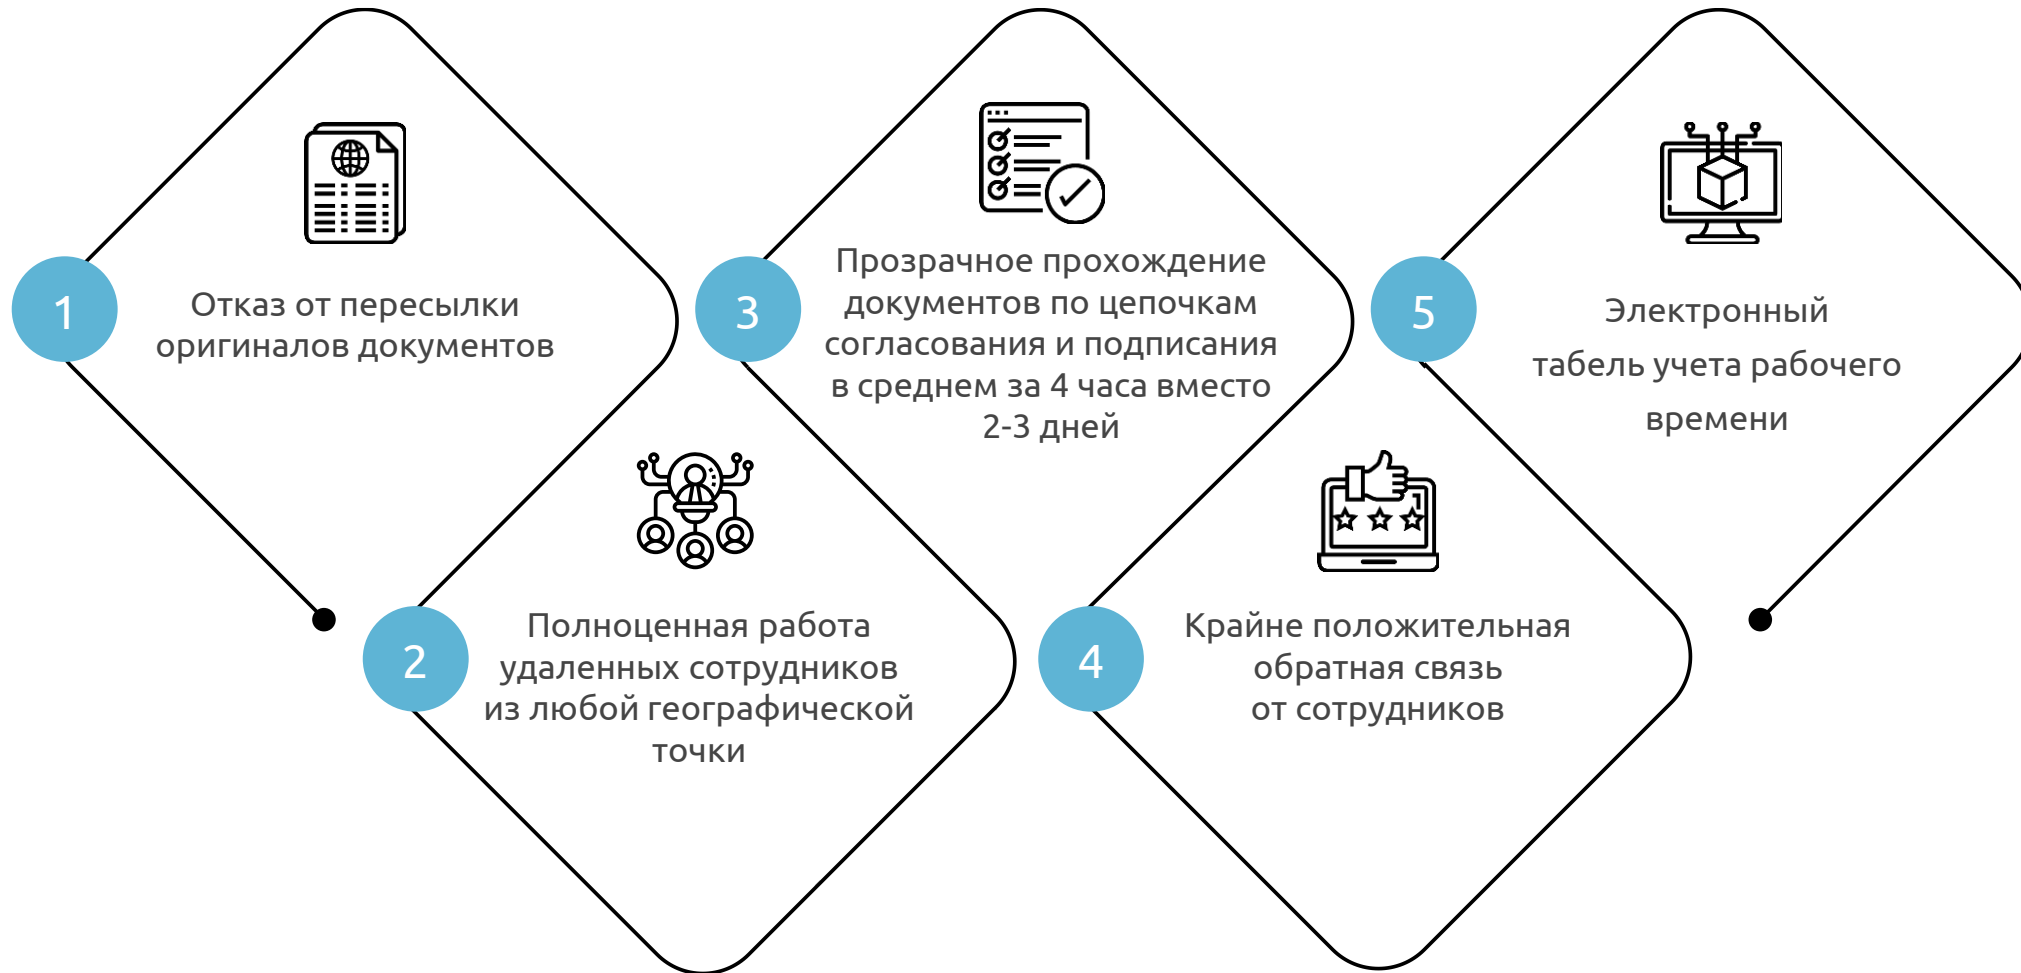 1
Отказ от пересылки
оригиналов документов
2
Полноценная работа
удаленных сотрудников
из любой географической
точки
3
Прозрачное прохождение
документов по цепочкам
согласования и подписания
в среднем за 4 часа вместо
2-3 дней
4
Крайне положительная
обратная связь
от сотрудников
5
Электронный
табель учета рабочего
времени